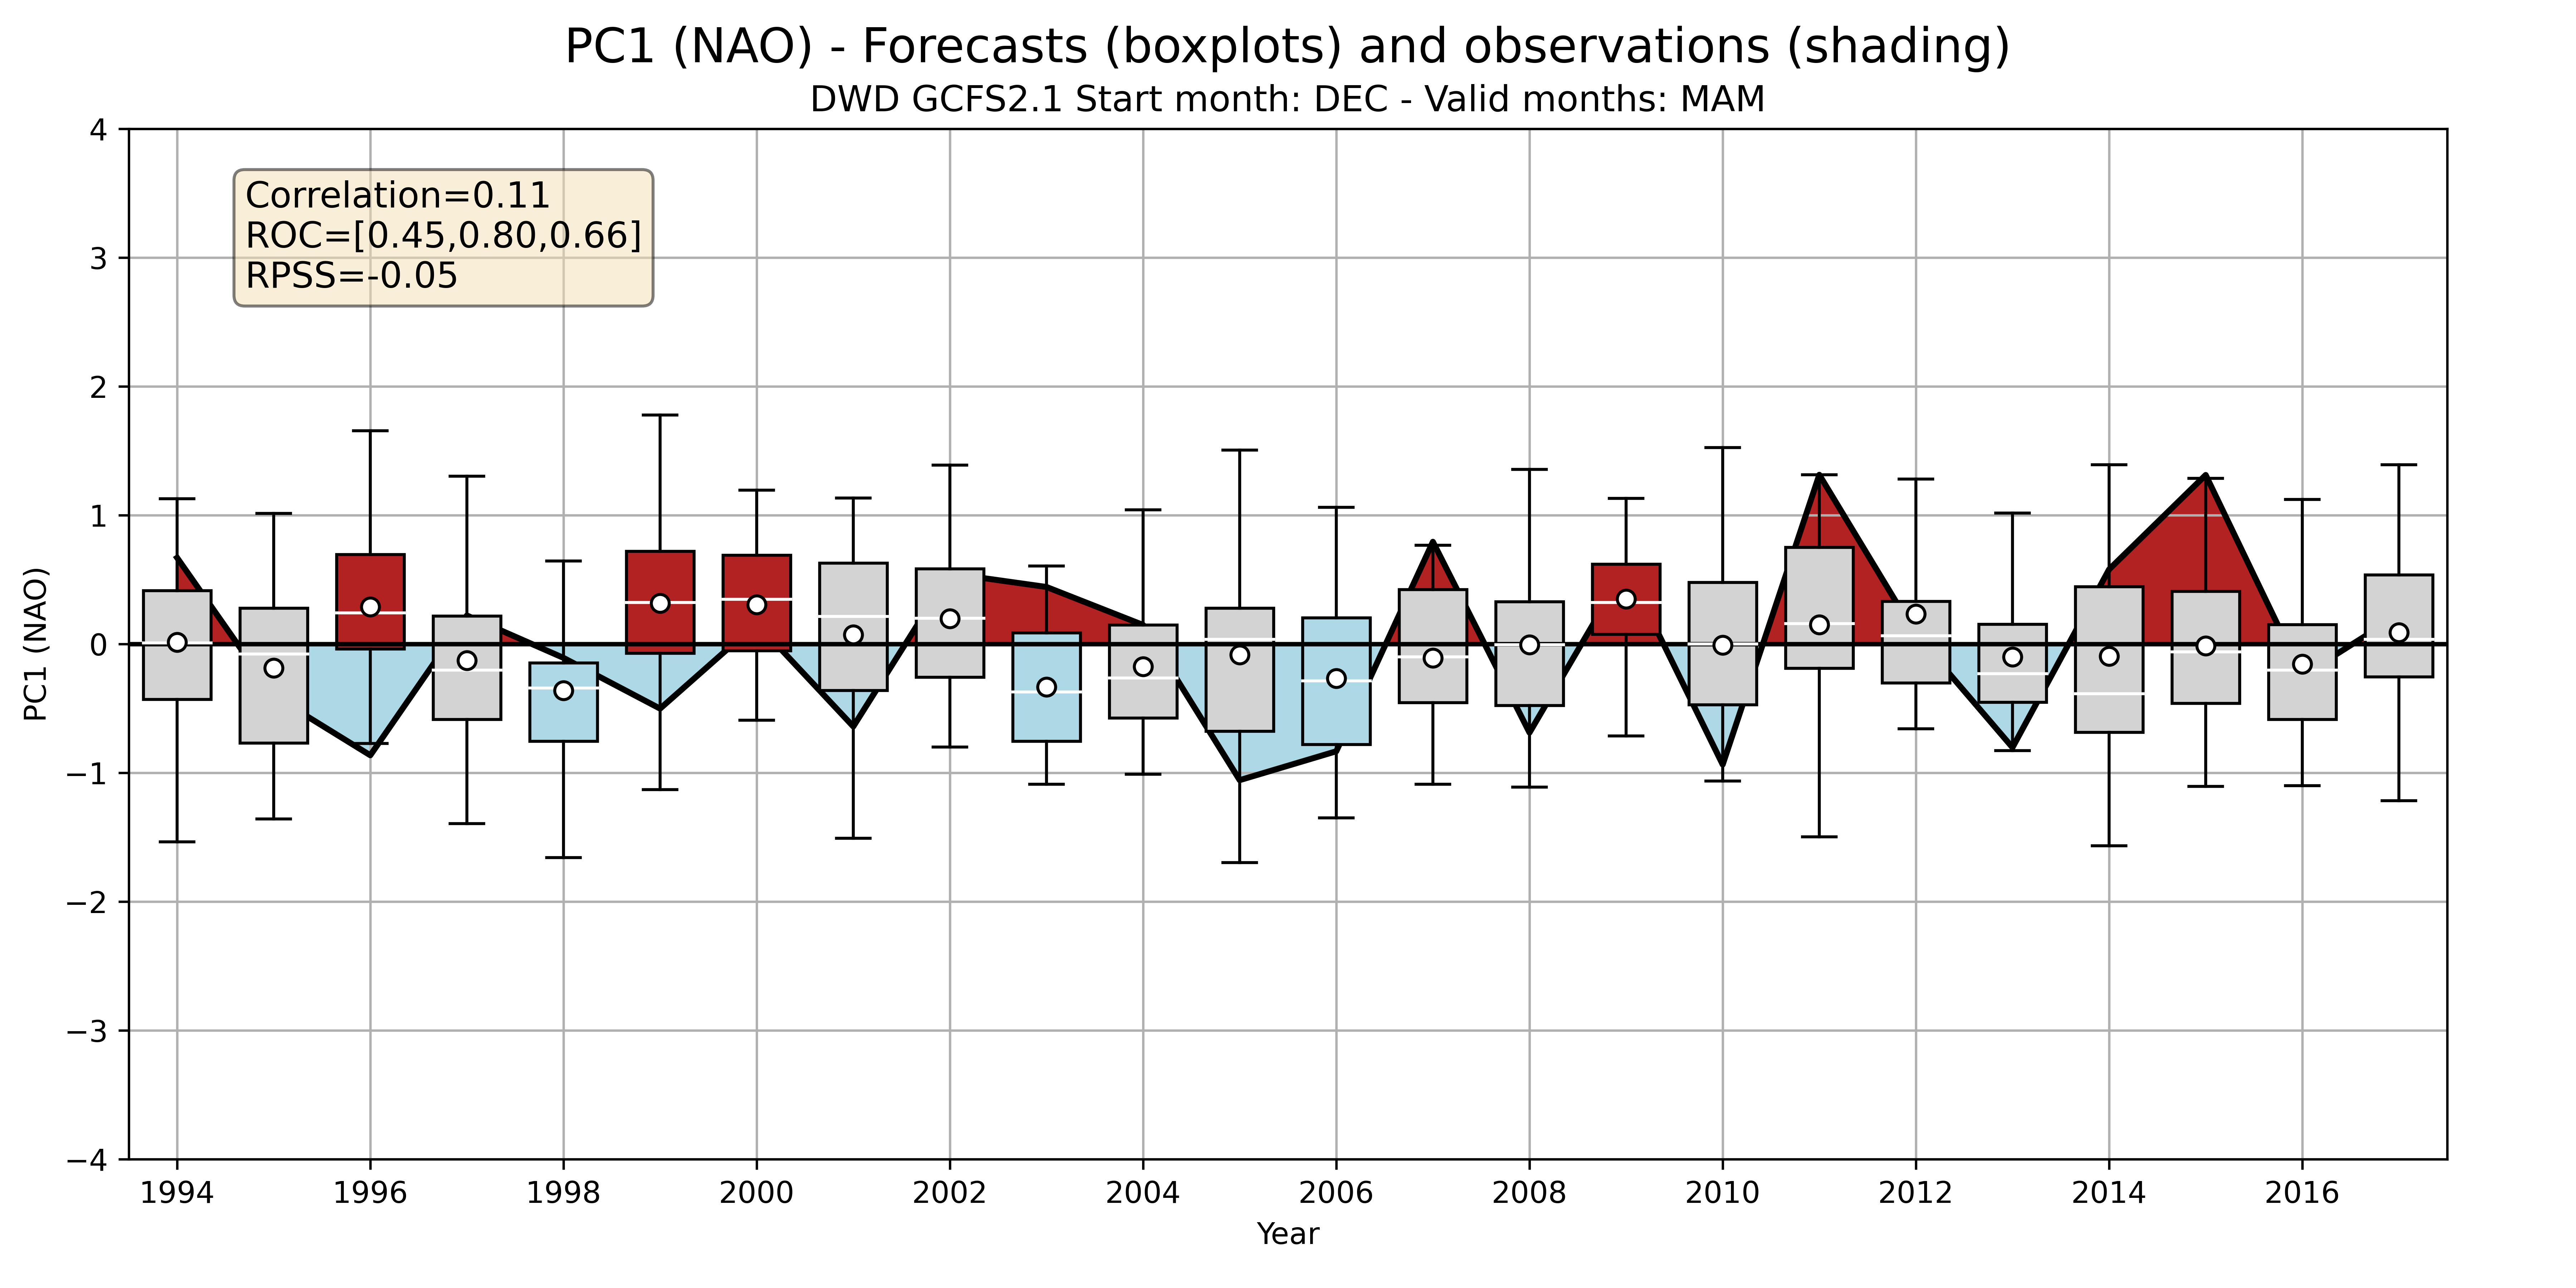 PC1 (NAO) - Forecasts (boxplots) and observations (shading)
DWD GCFS2.1 Start month: DEC - Valid months: MAM
Correlation=0.11
ROC=[0.45,0.80,0.66]
RPSS=-0.05
4
3
2
1
0
−1
−2
−3
−4
PC1 (NAO)
1994 1996 1998 2000 2002 2004 2006 2008 2010 2012 2014 2016
Year